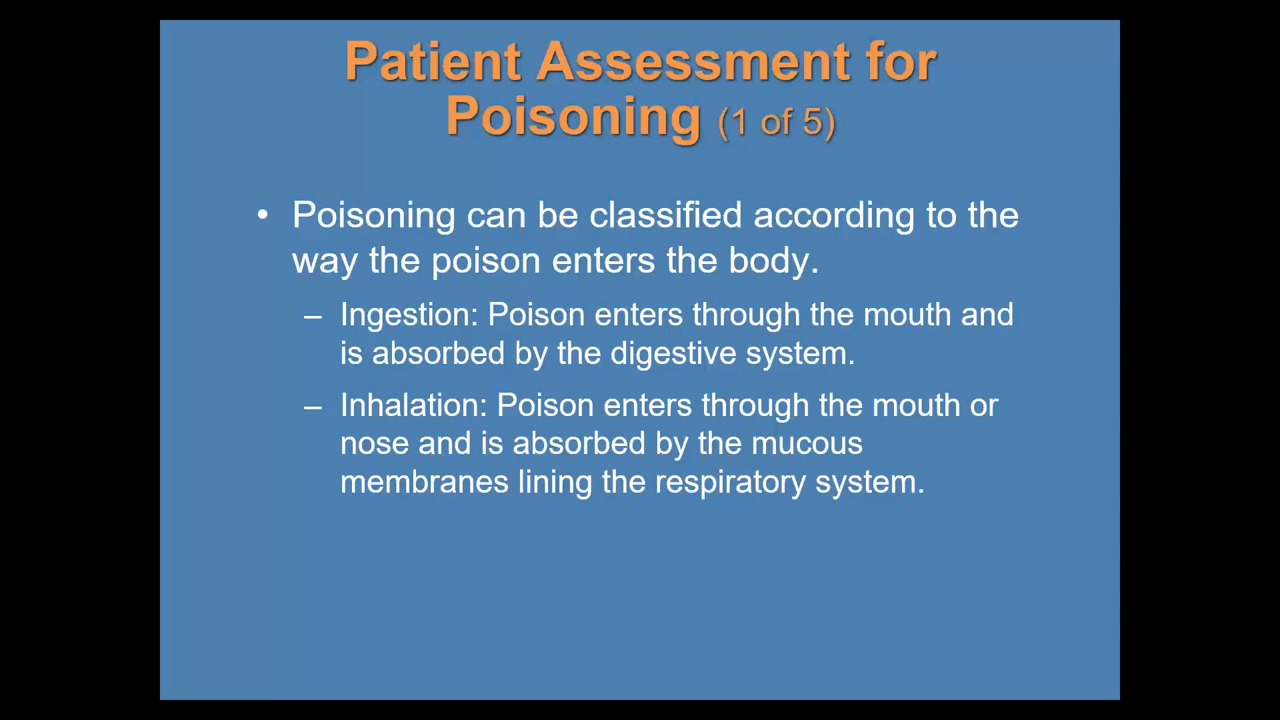 Patient Assessment for
Poisoning (1 of 5)
• Poisoning can be classified according to the
way the poison enters the body.
– Ingestion: Poison enters through the mouth and
is absorbed by the digestive system.
– Inhalation: Poison enters through the mouth or
nose and is absorbed by the mucous
membranes lining the respiratory system.